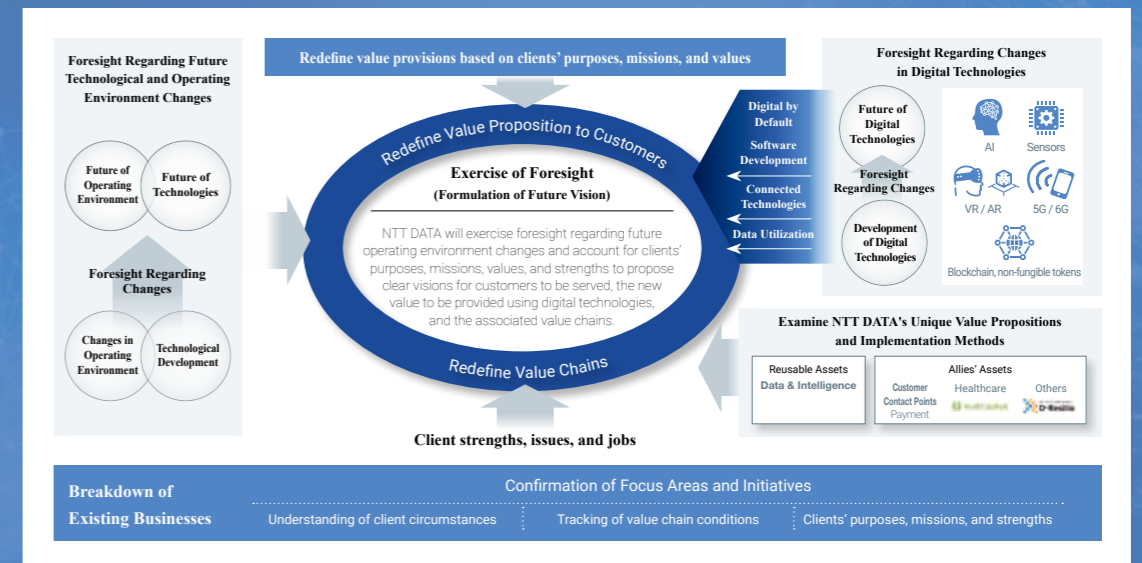 Foresight Regarding Future
Technological and Operating
Environment Changes
Future of
Operating
Environment
Future of
Technologies
Foresight Regarding
Changes
Changes in
Operating
Environment
Technological
Development
Redefine value provisions based on clients' purposes, missions, and values
Redefine Value Proposition to Customers
Exercise of Foresight
(Formulation of Future Vision)
NTT DATA will exercise foresight regarding future
operating environment changes and account for clients'
purposes, missions, values, and strengths to propose
clear visions for customers to be served, the new
value to be provided using digital technologies,
and the associated value chains.
Redefine Value Chains
Client strengths, issues, and jobs
Digital by
Default
Software
Development
Connected
Technologies
Data Utilization
Foresight Regarding Changes
in Digital Technologies
Future of
Digital
Technologies
Foresight
Regarding Changes
Development
of Digital
Technologies
AI
Sensors
VR / AR
5G / 6G
Blockchain, non-fungible tokens
Examine NTT DATA's Unique Value Propositions
and Implementation Methods
Reusable Assets
Data & Intelligence
Allies' Assets
Customer
Contact Points
Payment
Healthcare
Others
D-Resilio
Breakdown of
Existing Businesses
Confirmation of Focus Areas and Initiatives
Understanding of client circumstances
Tracking of value chain conditions
Clients' purposes, missions, and strengths